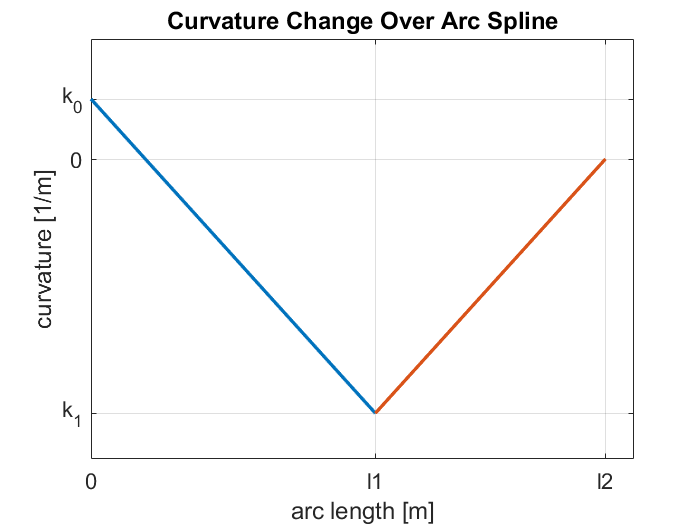 Curvature Change Over Arc Spline
k0
0
curvature [1/m]
k1
0
l1
l2
arc length [m]